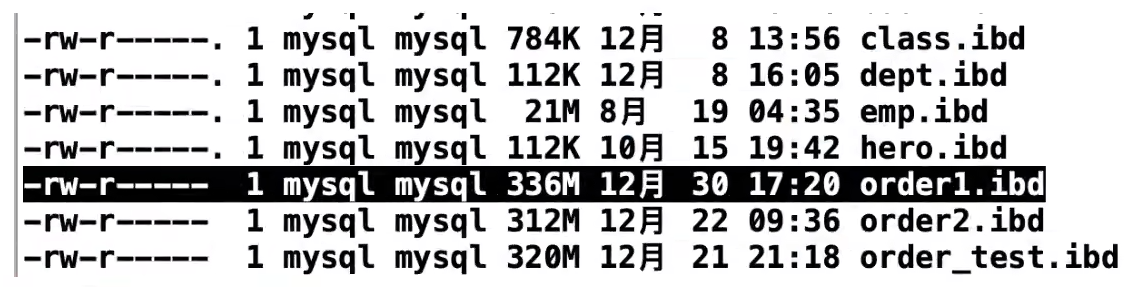 -rw-r-----. 1 mysql mysql 784K 12月  8 13:56 class.ibd
-rw-r-----. 1 mysql mysql 112K 12月  8 16:05 dept.ibd
-rw-r-----. 1 mysql mysql  21M 8月  19 04:35 emp.ibd
-rw-r-----. 1 mysql mysql 112K 10月 15 19:42 hero.ibd
-rw-r-----  1 mysql mysql 336M 12月 30 17:20 order1.ibd
-rw-r-----  1 mysql mysql 312M 12月 22 09:36 order2.ibd
-rw-r-----  1 mysql mysql 320M 12月 21 21:18 order_test.ibd